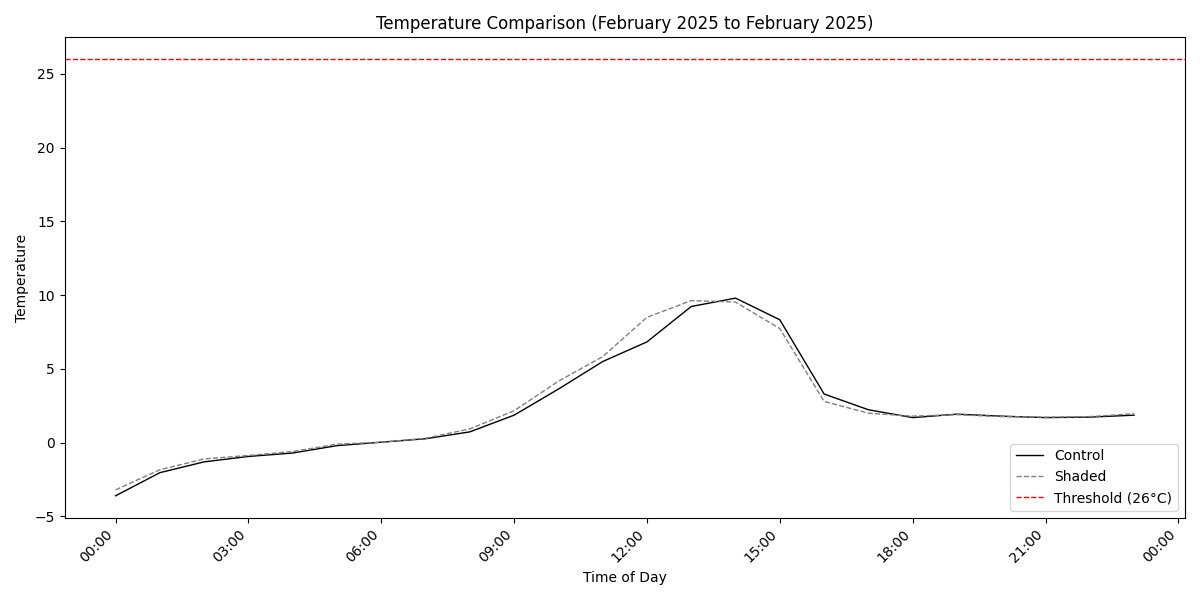 Temperature Comparison (February 2025 to February 2025)
Temperature
25
20
15
10
5
0
−5
Control
Shaded
Threshold (26°C)
00:00
03:00
06:00
09:00
12:00
15:00
18:00
21:00
00:00
Time of Day